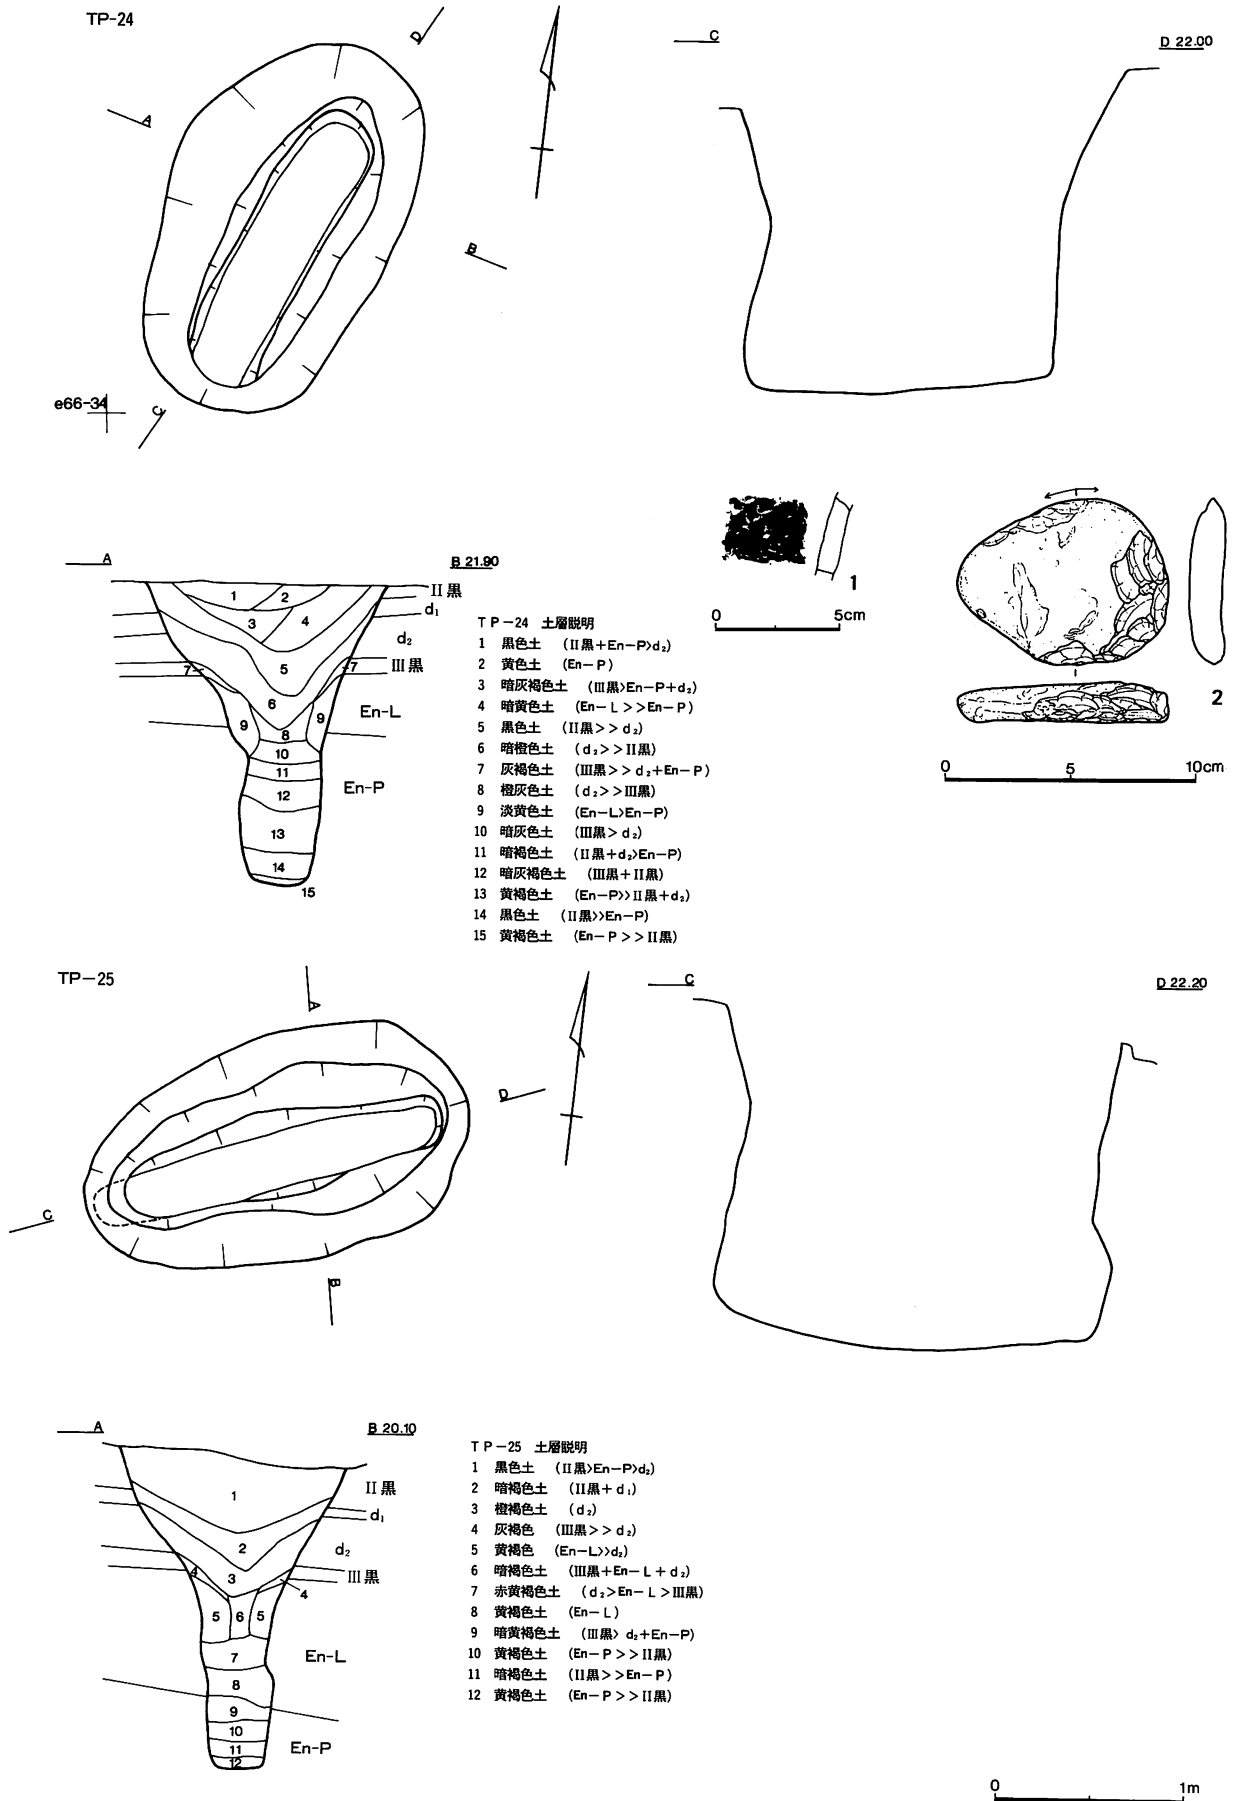 TP-24
D
C
D 22.00
A
B
e66-34
C
A
B 21.90
II黒
d₁
d₂
III黒
En-L
En-P
1
2
3
4
5
7
7
6
9
9
8
10
11
12
13
14
15
1
0 5cm
2
0 5 10cm
TP-24 土層説明
1 黒色土 (II黒+En-P>d₂)
2 黄色土 (En-P)
3 暗灰褐色土 (III黒>En-P+d₂)
4 暗黄色土 (En-L>>En-P)
5 黒色土 (II黒>>d₂)
6 暗橙色土 (d₂>>II黒)
7 灰褐色土 (III黒>>d₂+En-P)
8 橙灰色土 (d₂>>III黒)
9 淡黄色土 (En-L>En-P)
10 暗灰色土 (III黒>d₂)
11 暗褐色土 (II黒+d₂>En-P)
12 暗灰褐色土 (III黒+II黒)
13 黄褐色土 (En-P>>II黒+d₂)
14 黒色土 (II黒>>En-P)
15 黄褐色土 (En-P>>II黒)
TP-25
A
D
C
B
C
D 22.20
A
B 20.10
II黒
d₁
d₂
III黒
En-L
En-P
1
2
3
4
4
5
6
5
7
8
9
10
11
12
TP-25 土層説明
1 黒色土 (II黒>En-P>d₂)
2 暗褐色土 (II黒+d₁)
3 橙褐色土 (d₂)
4 灰褐色 (III黒>>d₂)
5 黄褐色 (En-L>>d₂)
6 暗褐色土 (III黒+En-L+d₂)
7 赤黄褐色土 (d₂>En-L>III黒)
8 黄褐色土 (En-L)
9 暗黄褐色土 (III黒>d₂+En-P)
10 黄褐色土 (En-P>>II黒)
11 暗褐色土 (II黒>>En-P)
12 黄褐色土 (En-P>>II黒)
0 1m